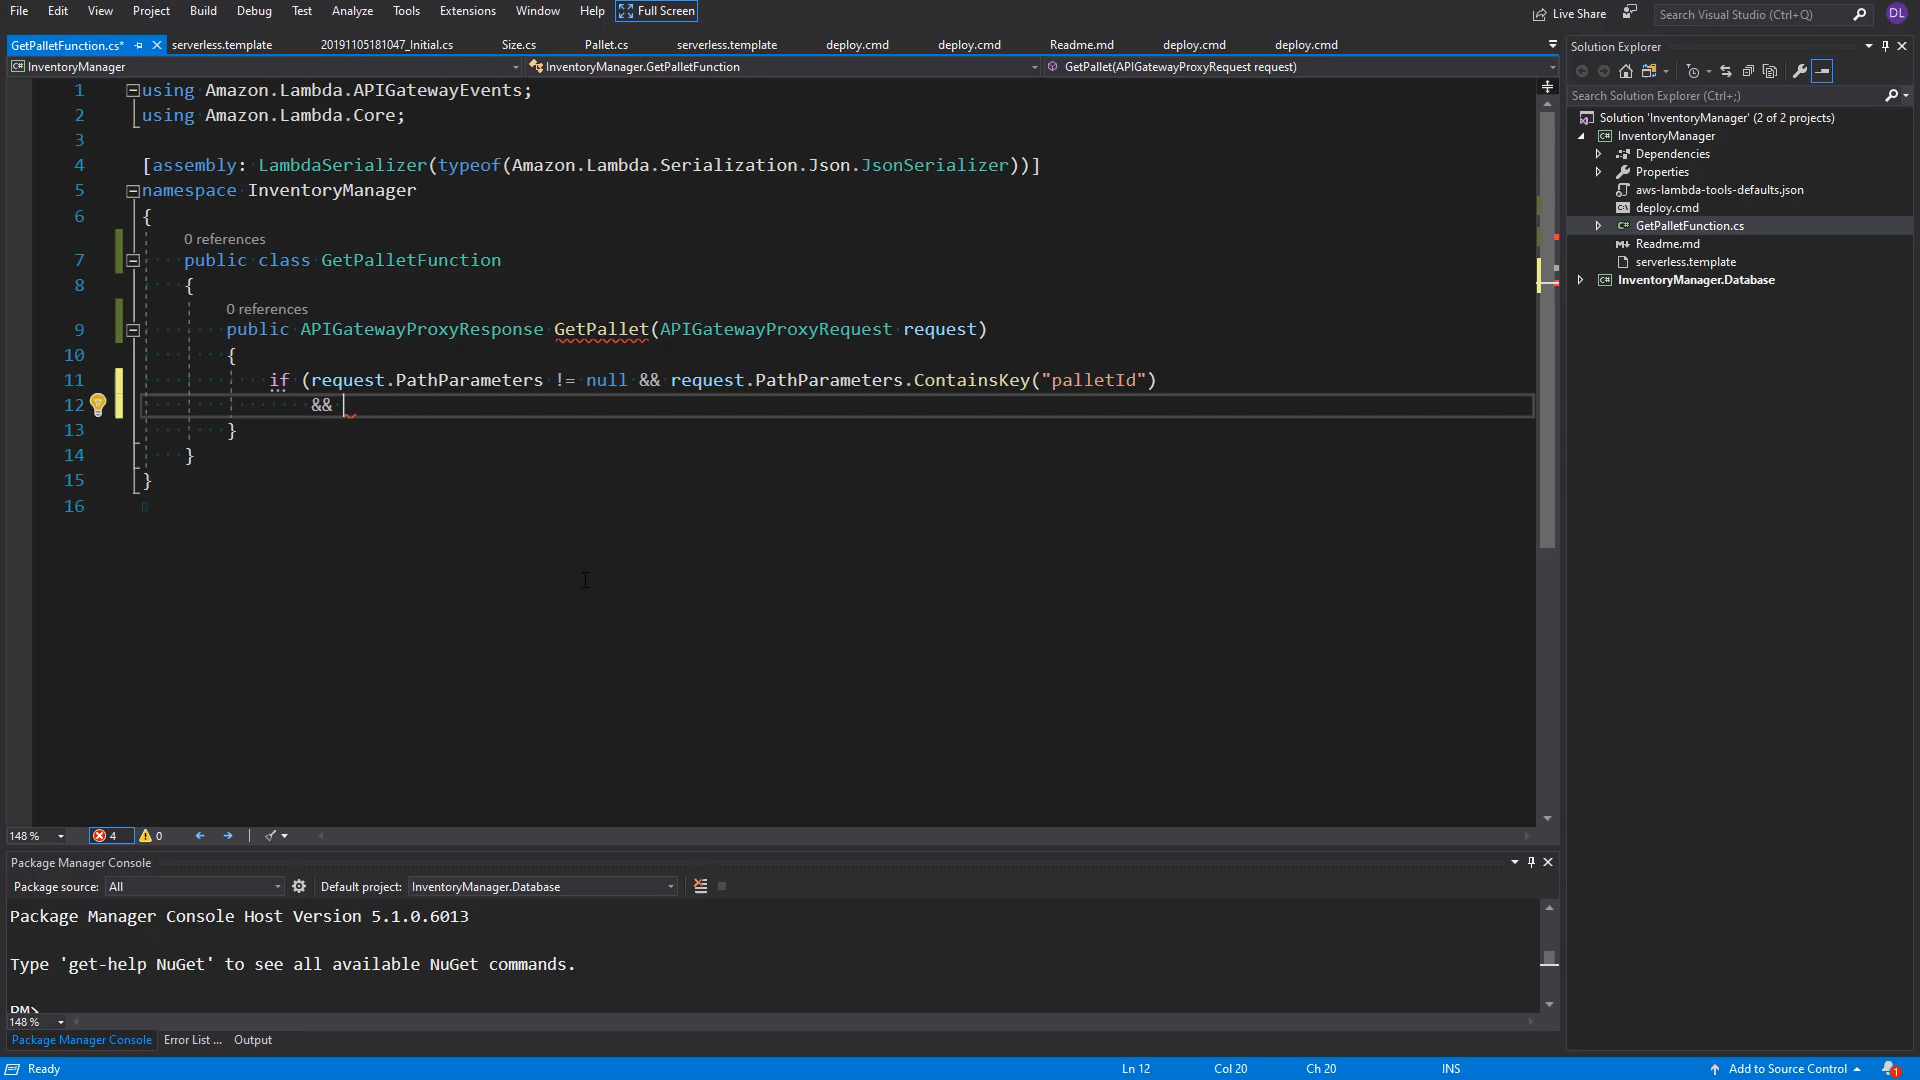 File Edit View Project Build Debug Test Analyze Tools Extensions Window Help Full Screen Live Share Search Visual Studio (Ctrl+Q) DL
GetPalletFunction.cs* serverless.template 20191105181047_Initial.cs Size.cs Pallet.cs serverless.template deploy.cmd deploy.cmd Readme.md deploy.cmd deploy.cmd
InventoryManager InventoryManager.GetPalletFunction GetPallet(APIGatewayProxyRequest request)
1 using Amazon.Lambda.APIGatewayEvents;
2 using Amazon.Lambda.Core;
3
4 [assembly: LambdaSerializer(typeof(Amazon.Lambda.Serialization.Json.JsonSerializer))]
5 namespace InventoryManager
6 {
0 references
7 public class GetPalletFunction
8 {
0 references
9 public APIGatewayProxyResponse GetPallet(APIGatewayProxyRequest request)
10 {
11 if (request.PathParameters != null && request.PathParameters.ContainsKey("palletId")
12 &&
13 }
14 }
15 }
16
148 % 4 0
Solution Explorer
Search Solution Explorer (Ctrl+;)
Solution 'InventoryManager' (2 of 2 projects)
InventoryManager
Dependencies
Properties
aws-lambda-tools-defaults.json
deploy.cmd
GetPalletFunction.cs
Readme.md
serverless.template
InventoryManager.Database
Package Manager Console
Package source: All Default project: InventoryManager.Database
Package Manager Console Host Version 5.1.0.6013
Type 'get-help NuGet' to see all available NuGet commands.
PM>
148 %
Package Manager Console Error List ... Output
Ready Ln 12 Col 20 Ch 20 INS Add to Source Control 1